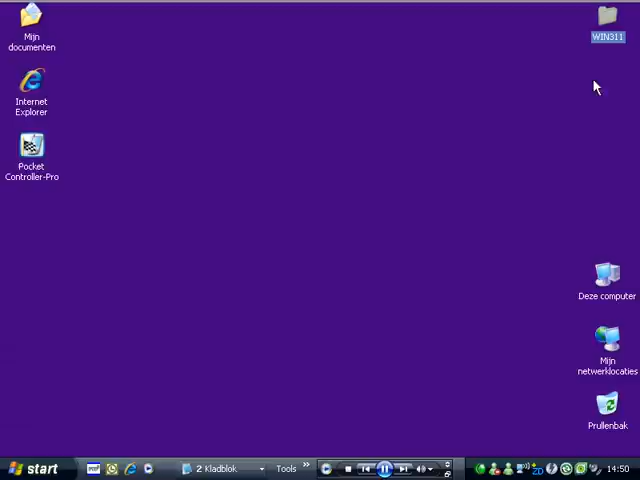 Mijn
documenten
WIN311
Internet
Explorer
Pocket
Controller-Pro
Deze computer
Mijn
netwerklocaties
Prullenbak
start
2 Kladblok
Tools
14:50